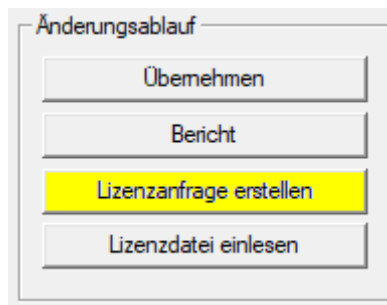 Änderungsablauf
Übernehmen
Bericht
Lizenzanfrage erstellen
Lizenzdatei einlesen